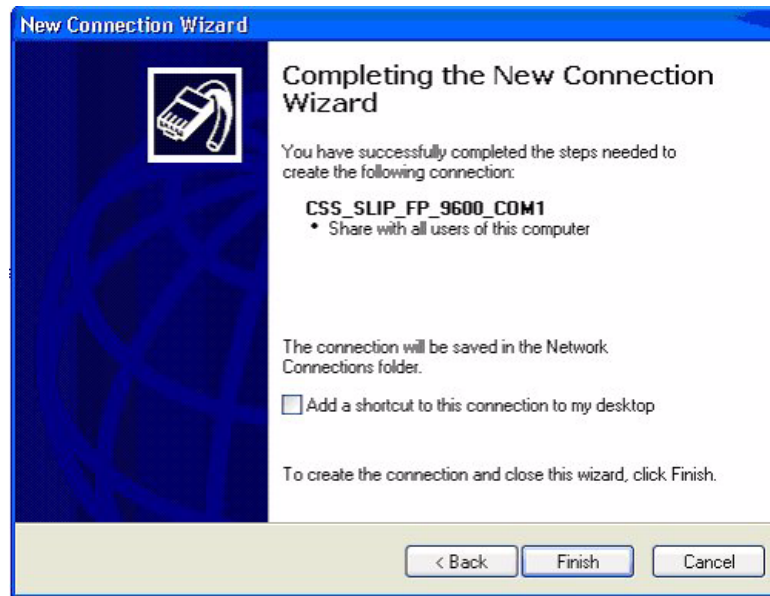 New Connection Wizard
Completing the New Connection
Wizard
You have successfully completed the steps needed to
create the following connection:
CSS_SLIP_FP_9600_COM1
• Share with all users of this computer
The connection will be saved in the Network
Connections folder.
Add a shortcut to this connection to my desktop
To create the connection and close this wizard, click Finish.
< Back Finish Cancel